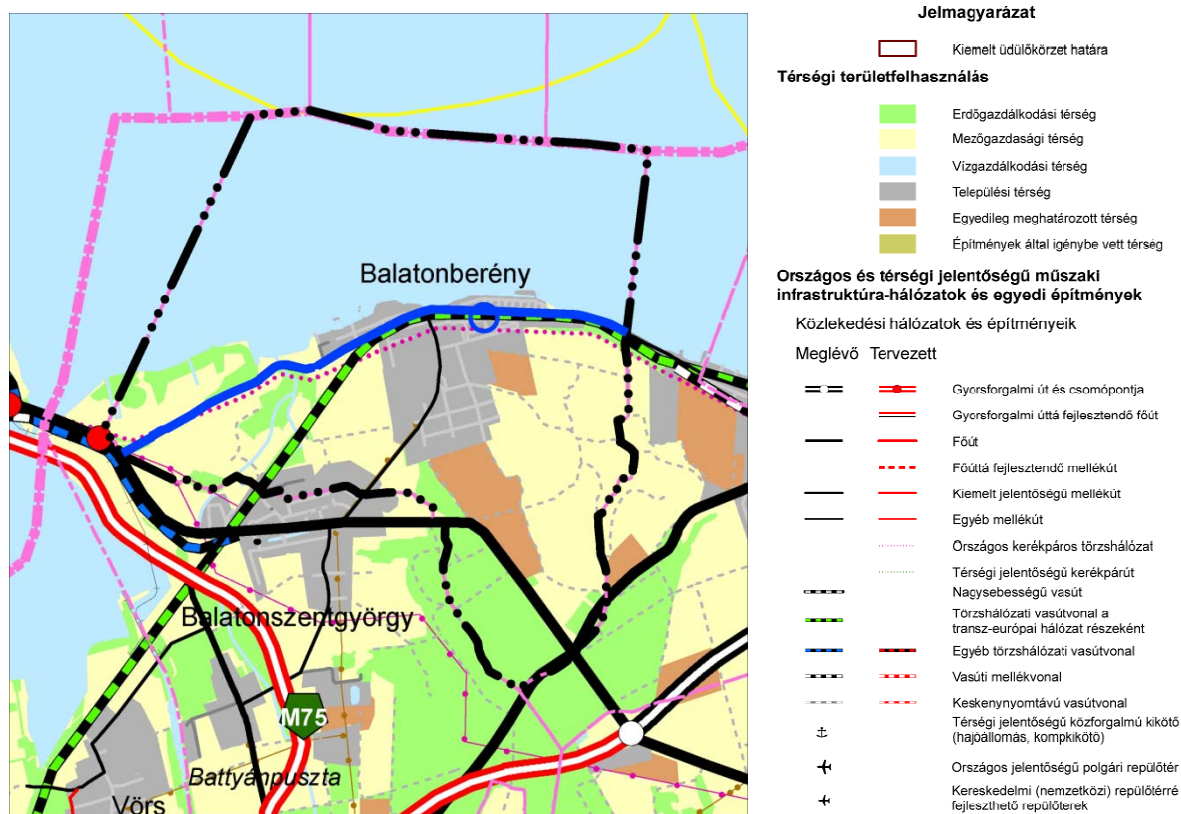 Balatonberény
Balatonszentgyörgy
M75
Battyánpuszta
Vörs
Jelmagyarázat
Kiemelt üdülőkörzet határa
Térségi területfelhasználás
Erdőgazdálkodási térség
Mezőgazdasági térség
Vízgazdálkodási térség
Települési térség
Egyedileg meghatározott térség
Építmények által igénybe vett térség
Országos és térségi jelentőségű műszaki
infrastruktúra-hálózatok és egyedi építmények
Közlekedési hálózatok és építményeik
Meglévő Tervezett
Gyorsforgalmi út és csomópontja
Gyorsforgalmi úttá fejlesztendő főút
Főút
Főúttá fejlesztendő mellékút
Kiemelt jelentőségű mellékút
Egyéb mellékút
Országos kerékpáros törzshálózat
Térségi jelentőségű kerékpárút
Nagysebességű vasút
Törzshálózati vasútvonal a
transz-európai hálózat részeként
Egyéb törzshálózati vasútvonal
Vasúti mellékvonal
Keskenynyomtávú vasútvonal
Térségi jelentőségű közforgalmú kikötő
(hajóállomás, kompkikötő)
Országos jelentőségű polgári repülőtér
Kereskedelmi (nemzetközi) repülőtérré
fejleszthető repülőterek